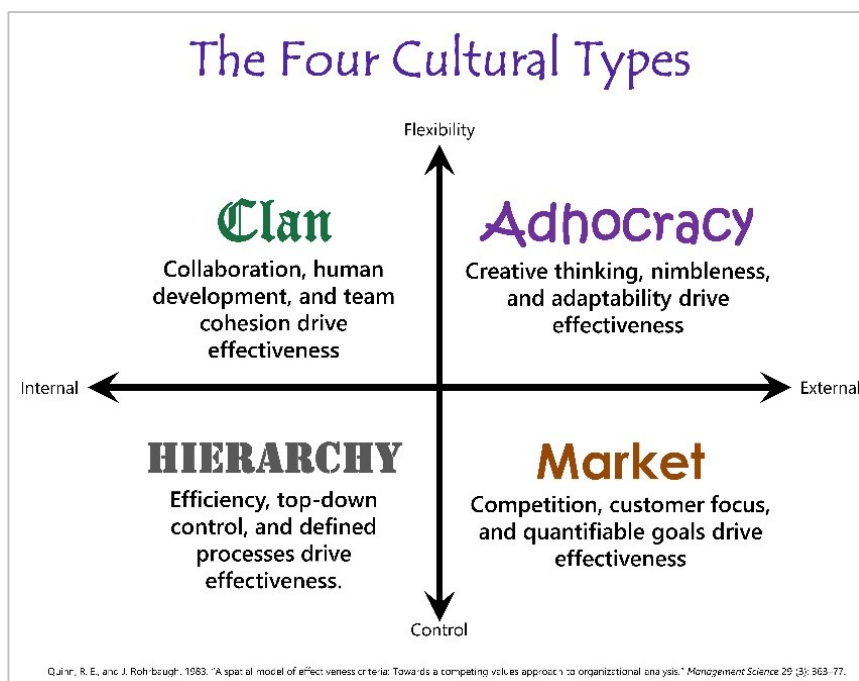 The Four Cultural Types
Flexibility
Clan
Collaboration, human
development, and team
cohesion drive
effectiveness
Adhocracy
Creative thinking, nimbleness,
and adaptability drive
effectiveness
Internal
External
HIERARCHY
Efficiency, top-down
control, and defined
processes drive
effectiveness.
Market
Competition, customer focus,
and quantifiable goals drive
effectiveness
Control
Quinn, R. E., and J. Rohrbaugh. 1983. "A spatial model of effectiveness criteria: Towards a competing values approach to organizational analysis." Management Science 29 (3): 363–77.